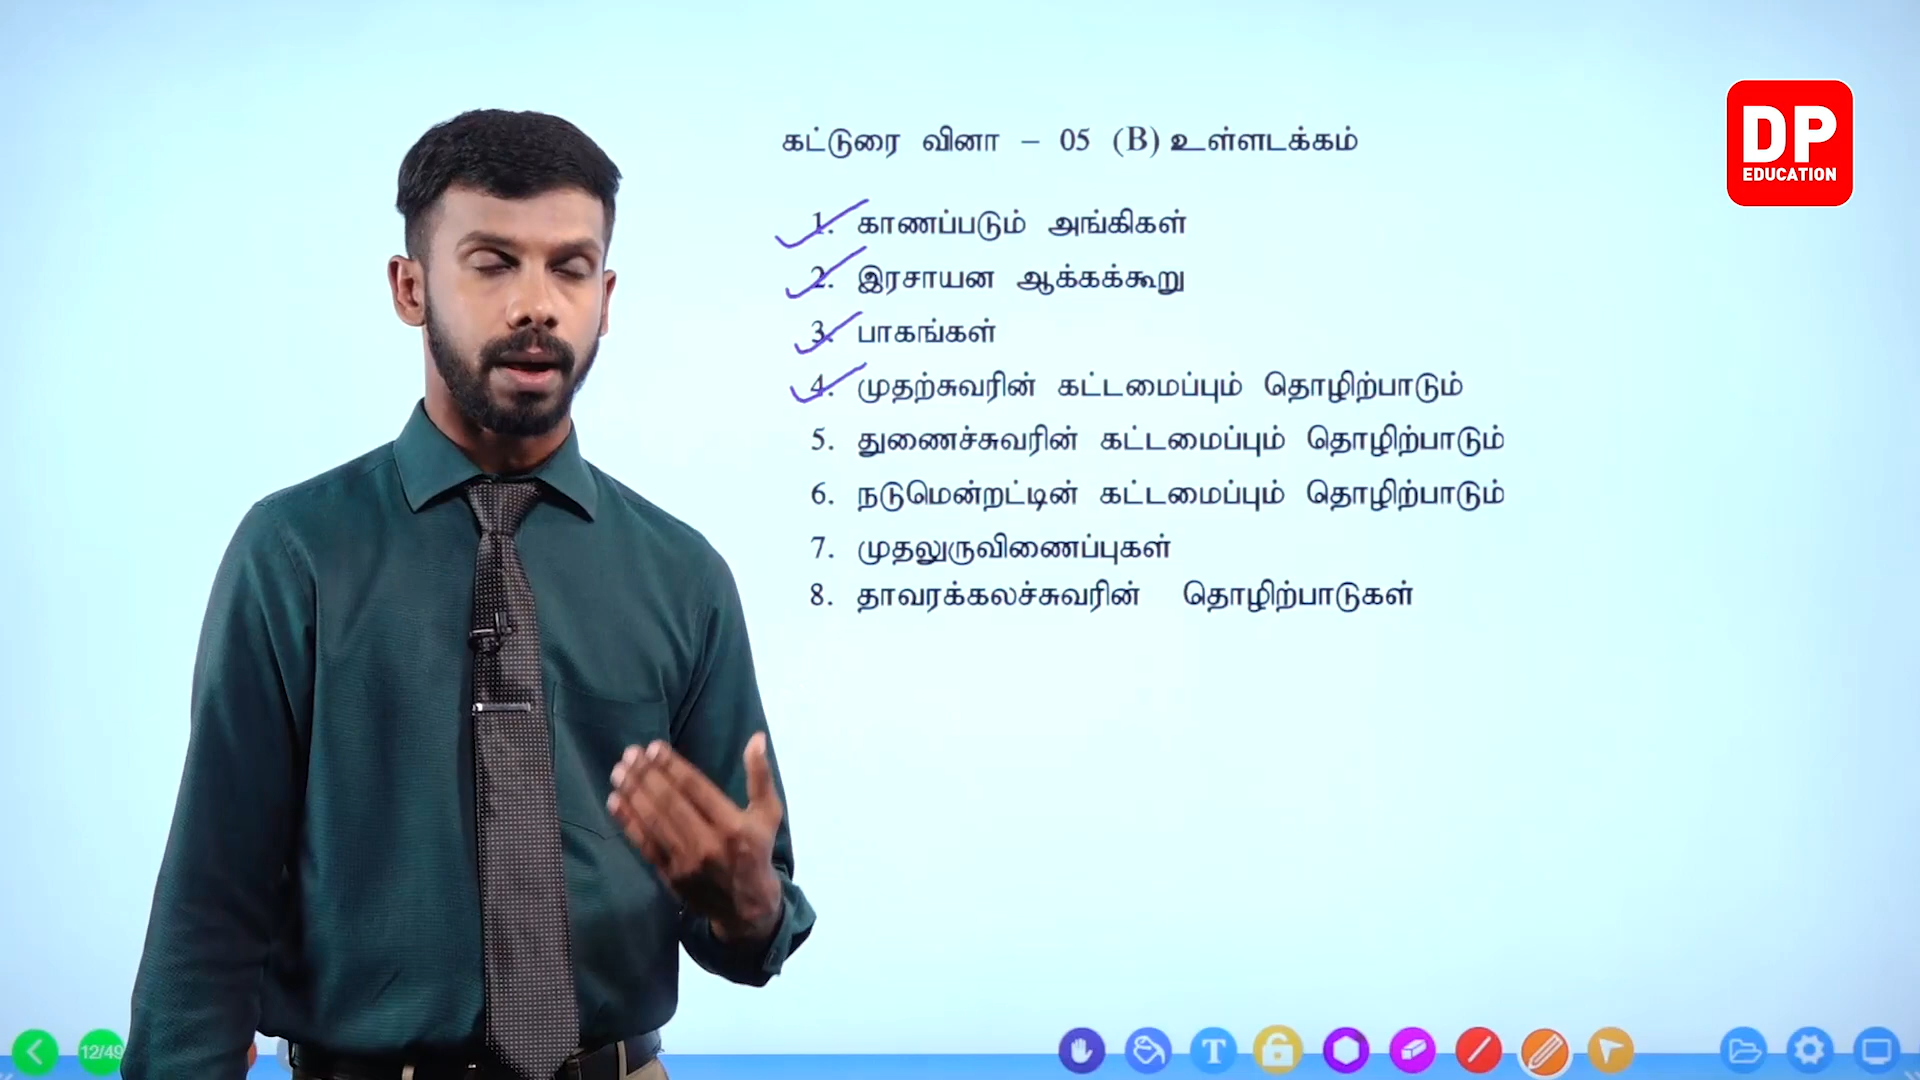 DP
EDUCATION
கட்டுரை வினா – 05 (B) உள்ளடக்கம்
1. காணப்படும் அங்கிகள்
2. இரசாயன ஆக்கக்கூறு
3. பாகங்கள்
4. முதற்சுவரின் கட்டமைப்பும் தொழிற்பாடும்
5. துணைச்சுவரின் கட்டமைப்பும் தொழிற்பாடும்
6. நடுமென்றட்டின் கட்டமைப்பும் தொழிற்பாடும்
7. முதலுருவிணைப்புகள்
8. தாவரக்கலச்சுவரின் தொழிற்பாடுகள்
12/49
T